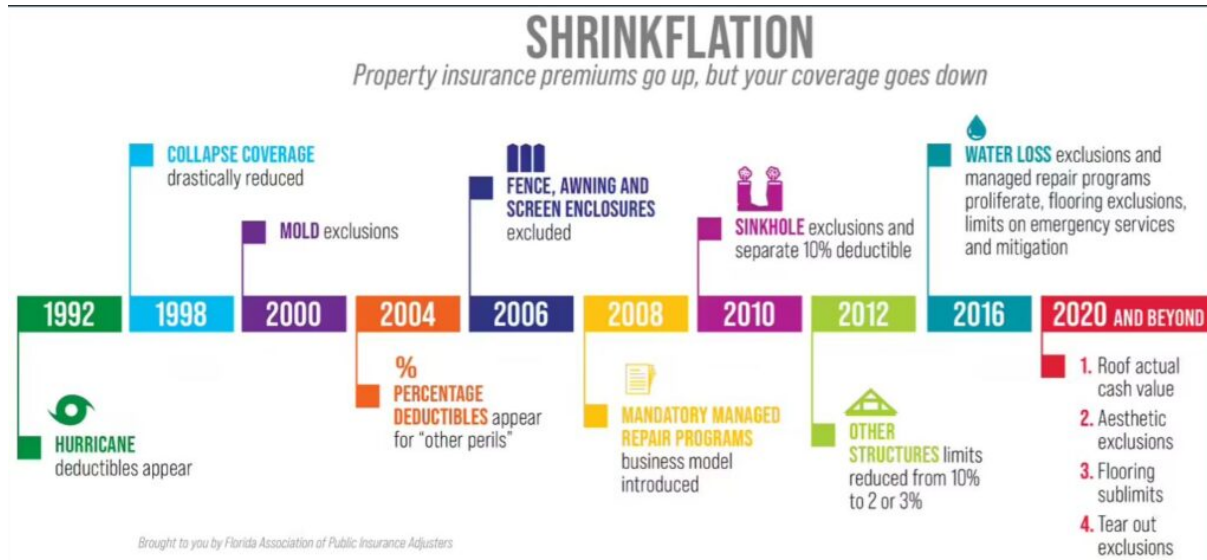 SHRINKFLATION
Property insurance premiums go up, but your coverage goes down
COLLAPSE COVERAGE
drastically reduced
MOLD exclusions
FENCE, AWNING AND
SCREEN ENCLOSURES
excluded
SINKHOLE exclusions and
separate 10% deductible
WATER LOSS exclusions and
managed repair programs
proliferate, flooring exclusions,
limits on emergency services
and mitigation
1992
1998
2000
2004
2006
2008
2010
2012
2016
2020 AND BEYOND
HURRICANE
deductibles appear
%
PERCENTAGE
DEDUCTIBLES appear
for “other perils”
MANDATORY MANAGED
REPAIR PROGRAMS
business model
introduced
OTHER
STRUCTURES limits
reduced from 10%
to 2 or 3%
1. Roof actual
cash value
2. Aesthetic
exclusions
3. Flooring
sublimits
4. Tear out
exclusions
Brought to you by Florida Association of Public Insurance Adjusters